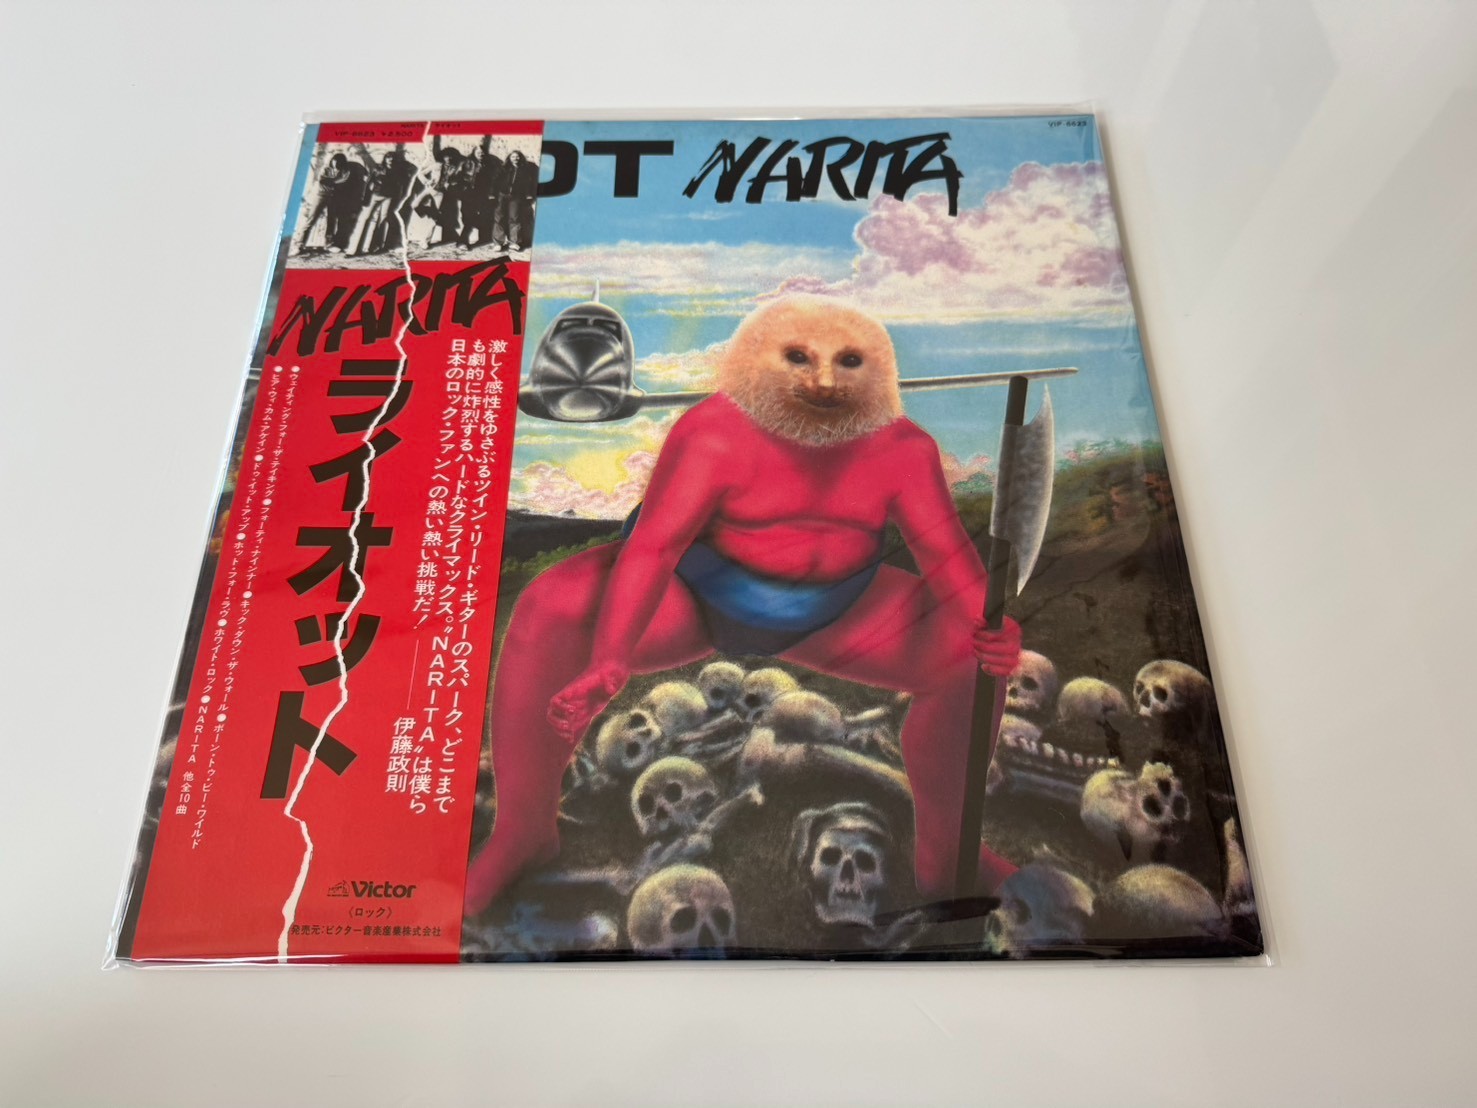 VIP-6623 ¥2,500
VIP-6623
OT NARITA
NARITA
ライオット
激しく感性をゆさぶるツイン・リード・ギターのスパーク、どこまで
も劇的に炸烈するハードなクライマックス。"NARITA"は僕ら
日本のロック・ファンへの熱い熱い挑戦だ!——伊藤政則
●ウェイティング・フォー・ザ・テイキング●フォーティ・ナイナー●キック・ダウン・ザ・ウォール●ボーン・トゥ・ビー・ワイルド
●ヒア・ウィ・カム・アゲイン●ドゥ・イット・アップ●ホット・フォー・ラヴ●ホワイト・ロック●NARITA 他全10曲
Victor
〈ロック〉
発売元:ビクター音楽産業株式会社